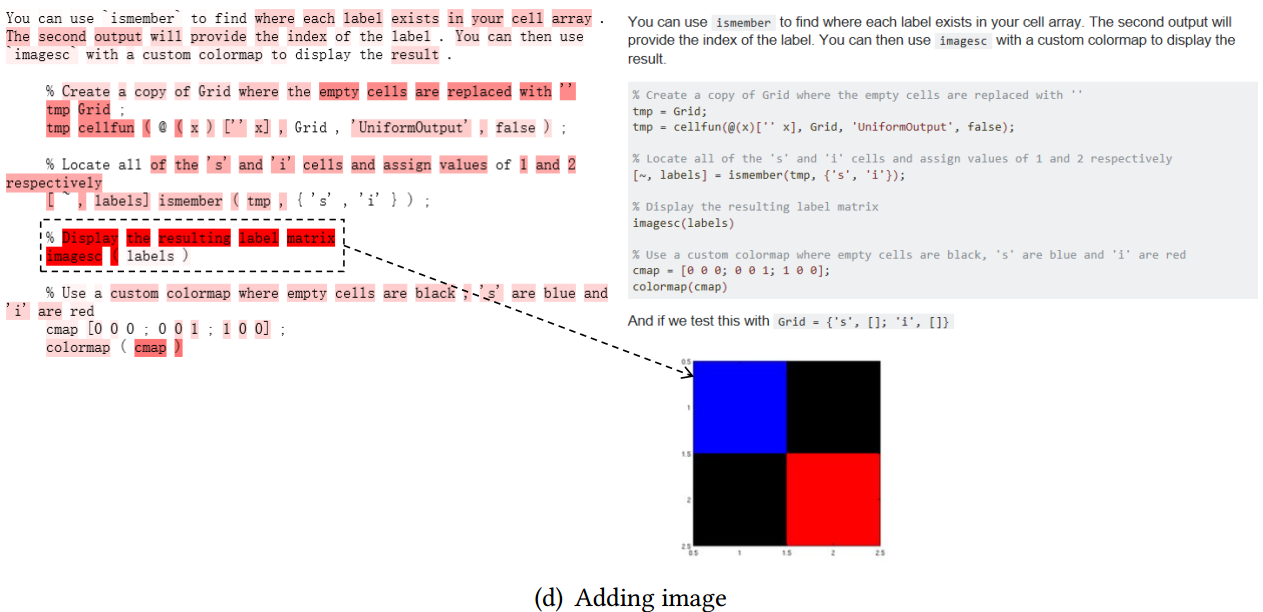 You can use `ismember` to find where each label exists in your cell array .
The second output will provide the index of the label . You can then use
`imagesc` with a custom colormap to display the result .
% Create a copy of Grid where the empty cells are replaced with ''
tmp Grid ;
tmp cellfun ( @ ( x ) ['' x] , Grid , 'UniformOutput' , false ) ;
% Locate all of the 's' and 'i' cells and assign values of 1 and 2
respectively
[ ~ , labels] ismember ( tmp , { 's' , 'i' } ) ;
% Display the resulting label matrix
imagesc ( labels )
% Use a custom colormap where empty cells are black , 's' are blue and
'i' are red
cmap [0 0 0 ; 0 0 1 ; 1 0 0] ;
colormap ( cmap )
You can use ismember to find where each label exists in your cell array. The second output will
provide the index of the label. You can then use imagesc with a custom colormap to display the
result.
% Create a copy of Grid where the empty cells are replaced with ''
tmp = Grid;
tmp = cellfun(@(x)['' x], Grid, 'UniformOutput', false);
% Locate all of the 's' and 'i' cells and assign values of 1 and 2 respectively
[~, labels] = ismember(tmp, {'s', 'i'});
% Display the resulting label matrix
imagesc(labels)
% Use a custom colormap where empty cells are black, 's' are blue and 'i' are red
cmap = [0 0 0; 0 0 1; 1 0 0];
colormap(cmap)
And if we test this with Grid = {'s', []; 'i', []}
0.5
1
1.5
2
2.5
0.5 1 1.5 2 2.5
(d) Adding image